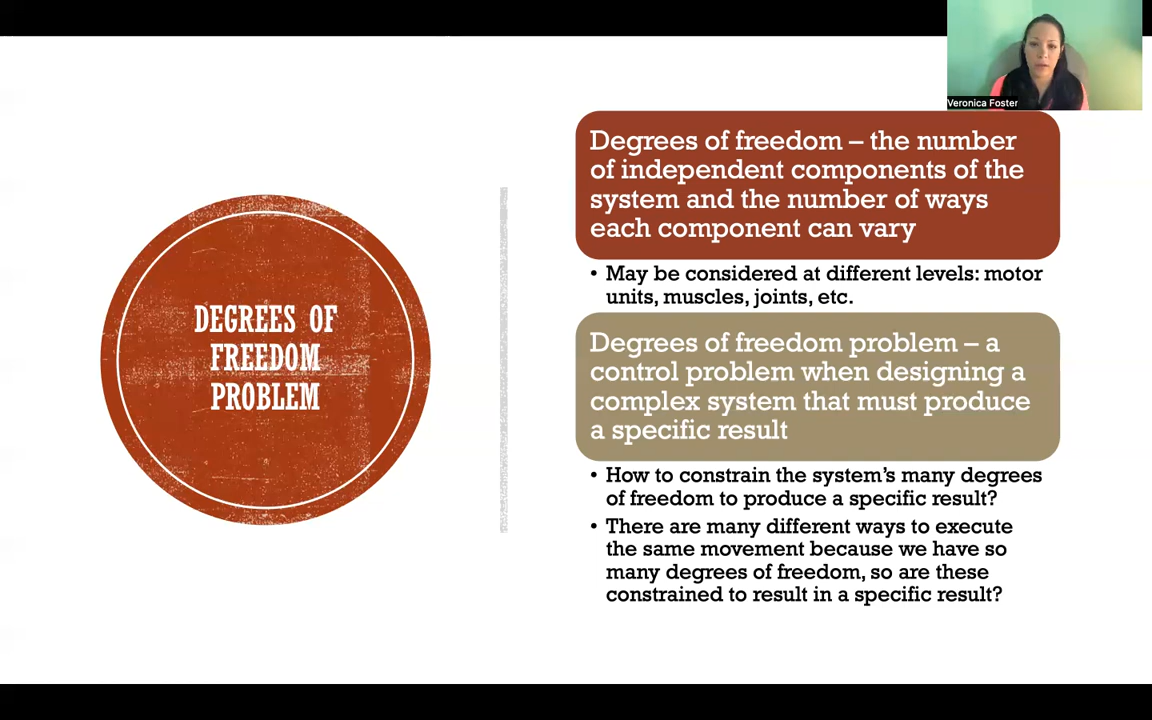 Veronica Foster
DEGREES OF
FREEDOM
PROBLEM
Degrees of freedom – the number
of independent components of the
system and the number of ways
each component can vary
• May be considered at different levels: motor
units, muscles, joints, etc.
Degrees of freedom problem – a
control problem when designing a
complex system that must produce
a specific result
• How to constrain the system's many degrees
of freedom to produce a specific result?
• There are many different ways to execute
the same movement because we have so
many degrees of freedom, so are these
constrained to result in a specific result?